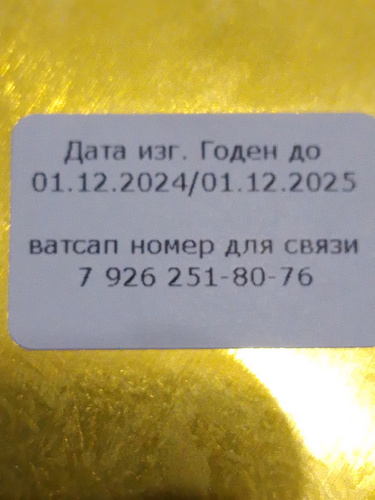 Дата изг. Годен до
01.12.2024/01.12.2025
ватсап номер для связи
7 926 251-80-76